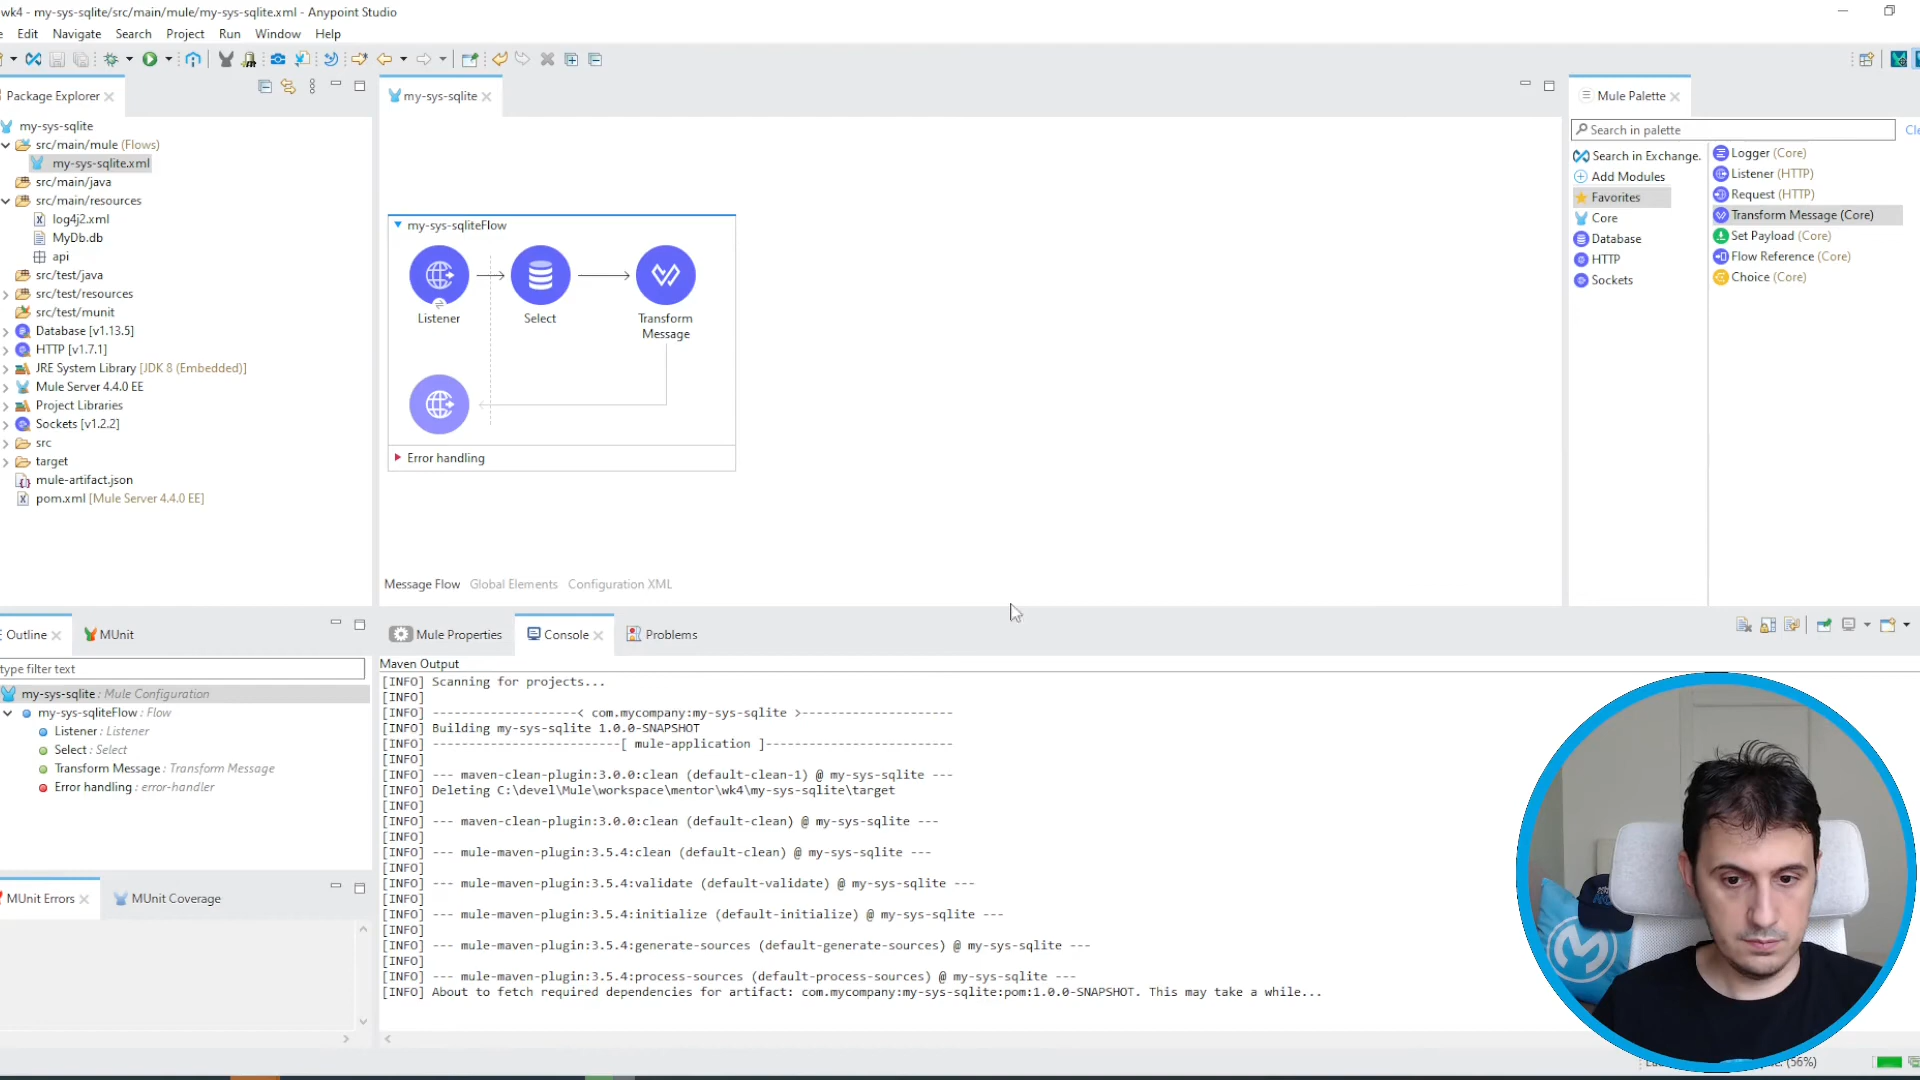 wk4 - my-sys-sqlite/src/main/mule/my-sys-sqlite.xml - Anypoint Studio
Edit Navigate Search Project Run Window Help
Package Explorer
my-sys-sqlite
src/main/mule (Flows)
my-sys-sqlite.xml
src/main/java
src/main/resources
log4j2.xml
MyDb.db
api
src/test/java
src/test/resources
src/test/munit
Database [v1.13.5]
HTTP [v1.7.1]
JRE System Library [JDK 8 (Embedded)]
Mule Server 4.4.0 EE
Project Libraries
Sockets [v1.2.2]
src
target
mule-artifact.json
pom.xml [Mule Server 4.4.0 EE]
my-sys-sqlite
my-sys-sqliteFlow
Listener
Select
Transform
Message
Error handling
Message Flow Global Elements Configuration XML
Mule Palette
Search in palette
Search in Exchange.
Add Modules
Favorites
Core
Database
HTTP
Sockets
Logger (Core)
Listener (HTTP)
Request (HTTP)
Transform Message (Core)
Set Payload (Core)
Flow Reference (Core)
Choice (Core)
Outline MUnit
type filter text
my-sys-sqlite : Mule Configuration
my-sys-sqliteFlow : Flow
Listener : Listener
Select : Select
Transform Message : Transform Message
Error handling : error-handler
MUnit Errors MUnit Coverage
Mule Properties Console Problems
Maven Output
[INFO] Scanning for projects...
[INFO]
[INFO] -------------------< com.mycompany:my-sys-sqlite >--------------------
[INFO] Building my-sys-sqlite 1.0.0-SNAPSHOT
[INFO] --------------------------[ mule-application ]--------------------------
[INFO]
[INFO] --- maven-clean-plugin:3.0.0:clean (default-clean-1) @ my-sys-sqlite ---
[INFO] Deleting C:\devel\Mule\workspace\mentor\wk4\my-sys-sqlite\target
[INFO]
[INFO] --- maven-clean-plugin:3.0.0:clean (default-clean) @ my-sys-sqlite ---
[INFO]
[INFO] --- mule-maven-plugin:3.5.4:clean (default-clean) @ my-sys-sqlite ---
[INFO]
[INFO] --- mule-maven-plugin:3.5.4:validate (default-validate) @ my-sys-sqlite ---
[INFO]
[INFO] --- mule-maven-plugin:3.5.4:initialize (default-initialize) @ my-sys-sqlite ---
[INFO]
[INFO] --- mule-maven-plugin:3.5.4:generate-sources (default-generate-sources) @ my-sys-sqlite ---
[INFO]
[INFO] --- mule-maven-plugin:3.5.4:process-sources (default-process-sources) @ my-sys-sqlite ---
[INFO] About to fetch required dependencies for artifact: com.mycompany:my-sys-sqlite:pom:1.0.0-SNAPSHOT. This may take a while...
(56%)